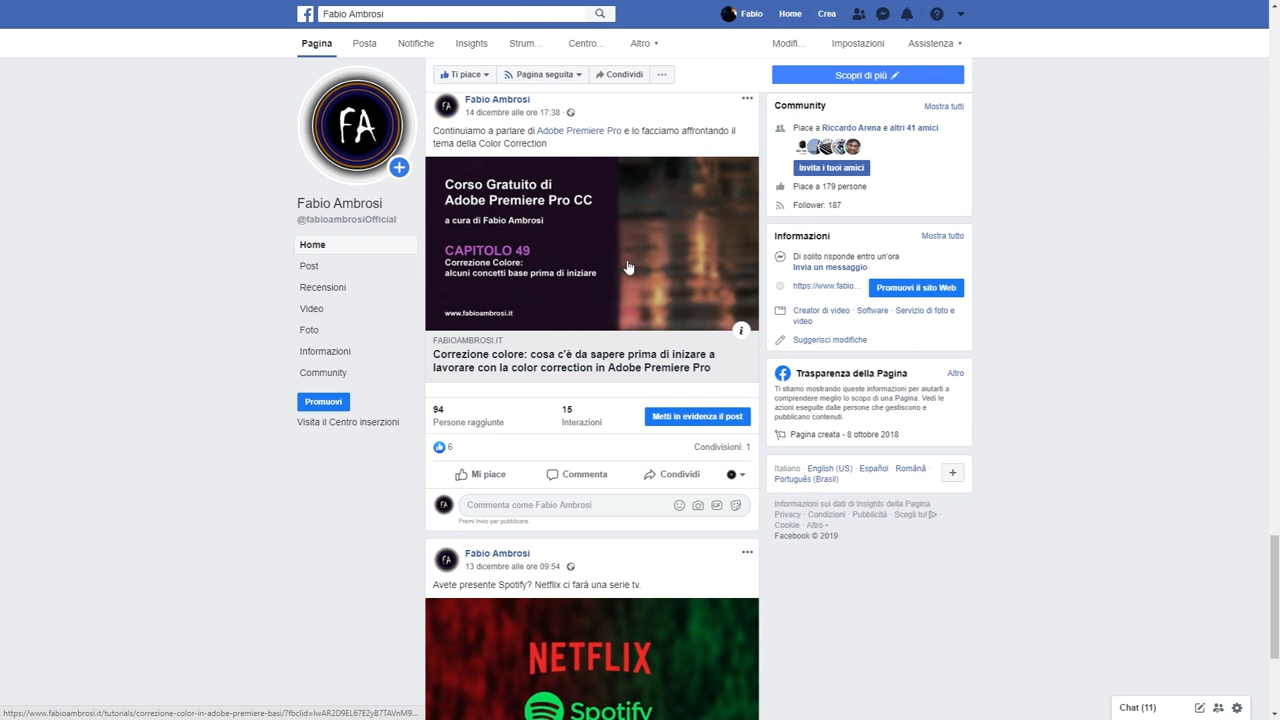 Fabio Ambrosi
Fabio
Home
Crea
Pagina
Posta
Notifiche
Insights
Strum...
Centro...
Altro
Modifi...
Impostazioni
Assistenza
FA
Fabio Ambrosi
@fabioambrosiOfficial
Home
Post
Recensioni
Video
Foto
Informazioni
Community
Promuovi
Visita il Centro inserzioni
Ti piace
Pagina seguita
Condividi
Scopri di più
FA
Fabio Ambrosi
14 dicembre alle ore 17:38 ·
Continuiamo a parlare di Adobe Premiere Pro e lo facciamo affrontando il
tema della Color Correction
Corso Gratuito di
Adobe Premiere Pro CC
a cura di Fabio Ambrosi
CAPITOLO 49
Correzione Colore:
alcuni concetti base prima di iniziare
www.fabioambrosi.it
FABIOAMBROSI.IT
Correzione colore: cosa c'è da sapere prima di inizare a
lavorare con la color correction in Adobe Premiere Pro
94
Persone raggiunte
15
Interazioni
Metti in evidenza il post
6
Condivisioni: 1
Mi piace
Commenta
Condividi
FA
Commenta come Fabio Ambrosi
GIF
Premi Invio per pubblicare.
FA
Fabio Ambrosi
13 dicembre alle ore 09:54 ·
Avete presente Spotify? Netflix ci farà una serie tv.
NETFLIX
Spotify
Community
Mostra tutti
Piace a Riccardo Arena e altri 41 amici
Invita i tuoi amici
Piace a 179 persone
Follower: 187
Informazioni
Mostra tutto
Di solito risponde entro un'ora
Invia un messaggio
https://www.fabio...
Promuovi il sito Web
Creator di video · Software · Servizio di foto e
video
Suggerisci modifiche
Trasparenza della Pagina
Altro
Ti stiamo mostrando queste informazioni per aiutarti a
comprendere meglio lo scopo di una Pagina. Vedi le
azioni eseguite dalle persone che gestiscono e
pubblicano contenuti.
Pagina creata - 8 ottobre 2018
Italiano · English (US) · Español · Română ·
Português (Brasil)
Informazioni sui dati di Insights della Pagina
Privacy · Condizioni · Pubblicità · Scegli tu! ·
Cookie · Altro
Facebook © 2019
Chat (11)
https://www.fabioambrosi.it/tutorials/correzione-color-in-adobe-premiere-basi/?fbclid=IwAR2D9EL67E2yB7TAVnM9...